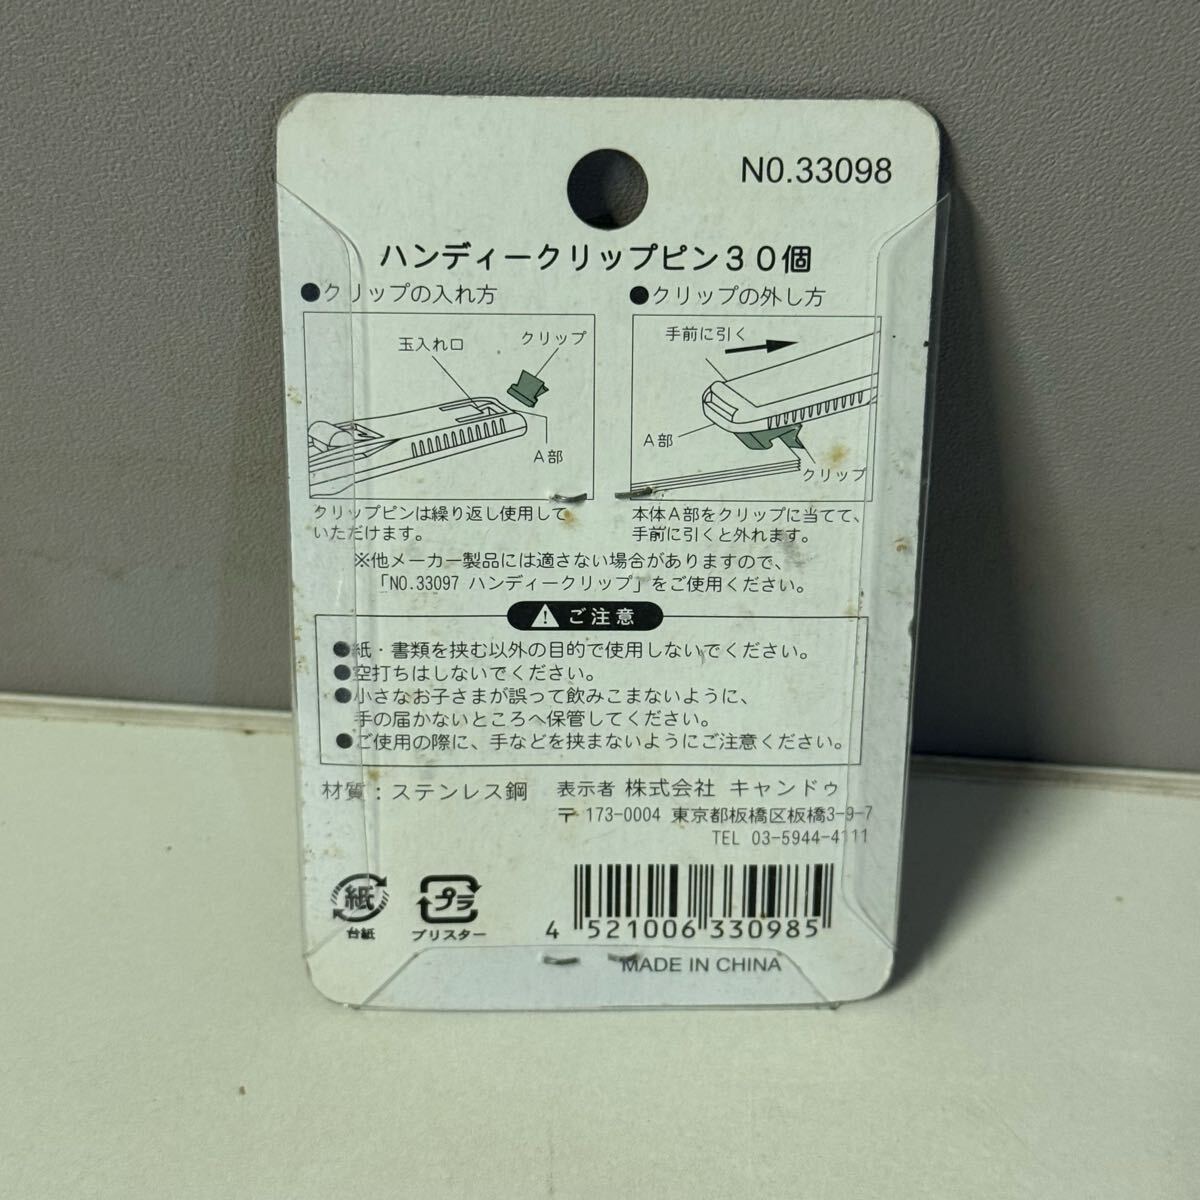 NO.33098
ハンディークリップピン30個
●クリップの入れ方
●クリップの外し方
玉入れ口
クリップ
A部
手前に引く
A部
クリップ
クリップピンは繰り返し使用して
いただけます。
本体A部をクリップに当てて、
手前に引くと外れます。
※他メーカー製品には適さない場合がありますので、
「NO.33097 ハンディークリップ」をご使用ください。
ご注意
●紙・書類を挟む以外の目的で使用しないでください。
●空打ちはしないでください。
●小さなお子さまが誤って飲みこまないように、
手の届かないところへ保管してください。
●ご使用の際に、手などを挟まないようにご注意ください。
材質：ステンレス鋼
表示者 株式会社 キャンドゥ
〒 173-0004 東京都板橋区板橋3-9-7
TEL 03-5944-4111
紙
台紙
プラ
ブリスター
4 521006 330985
MADE IN CHINA